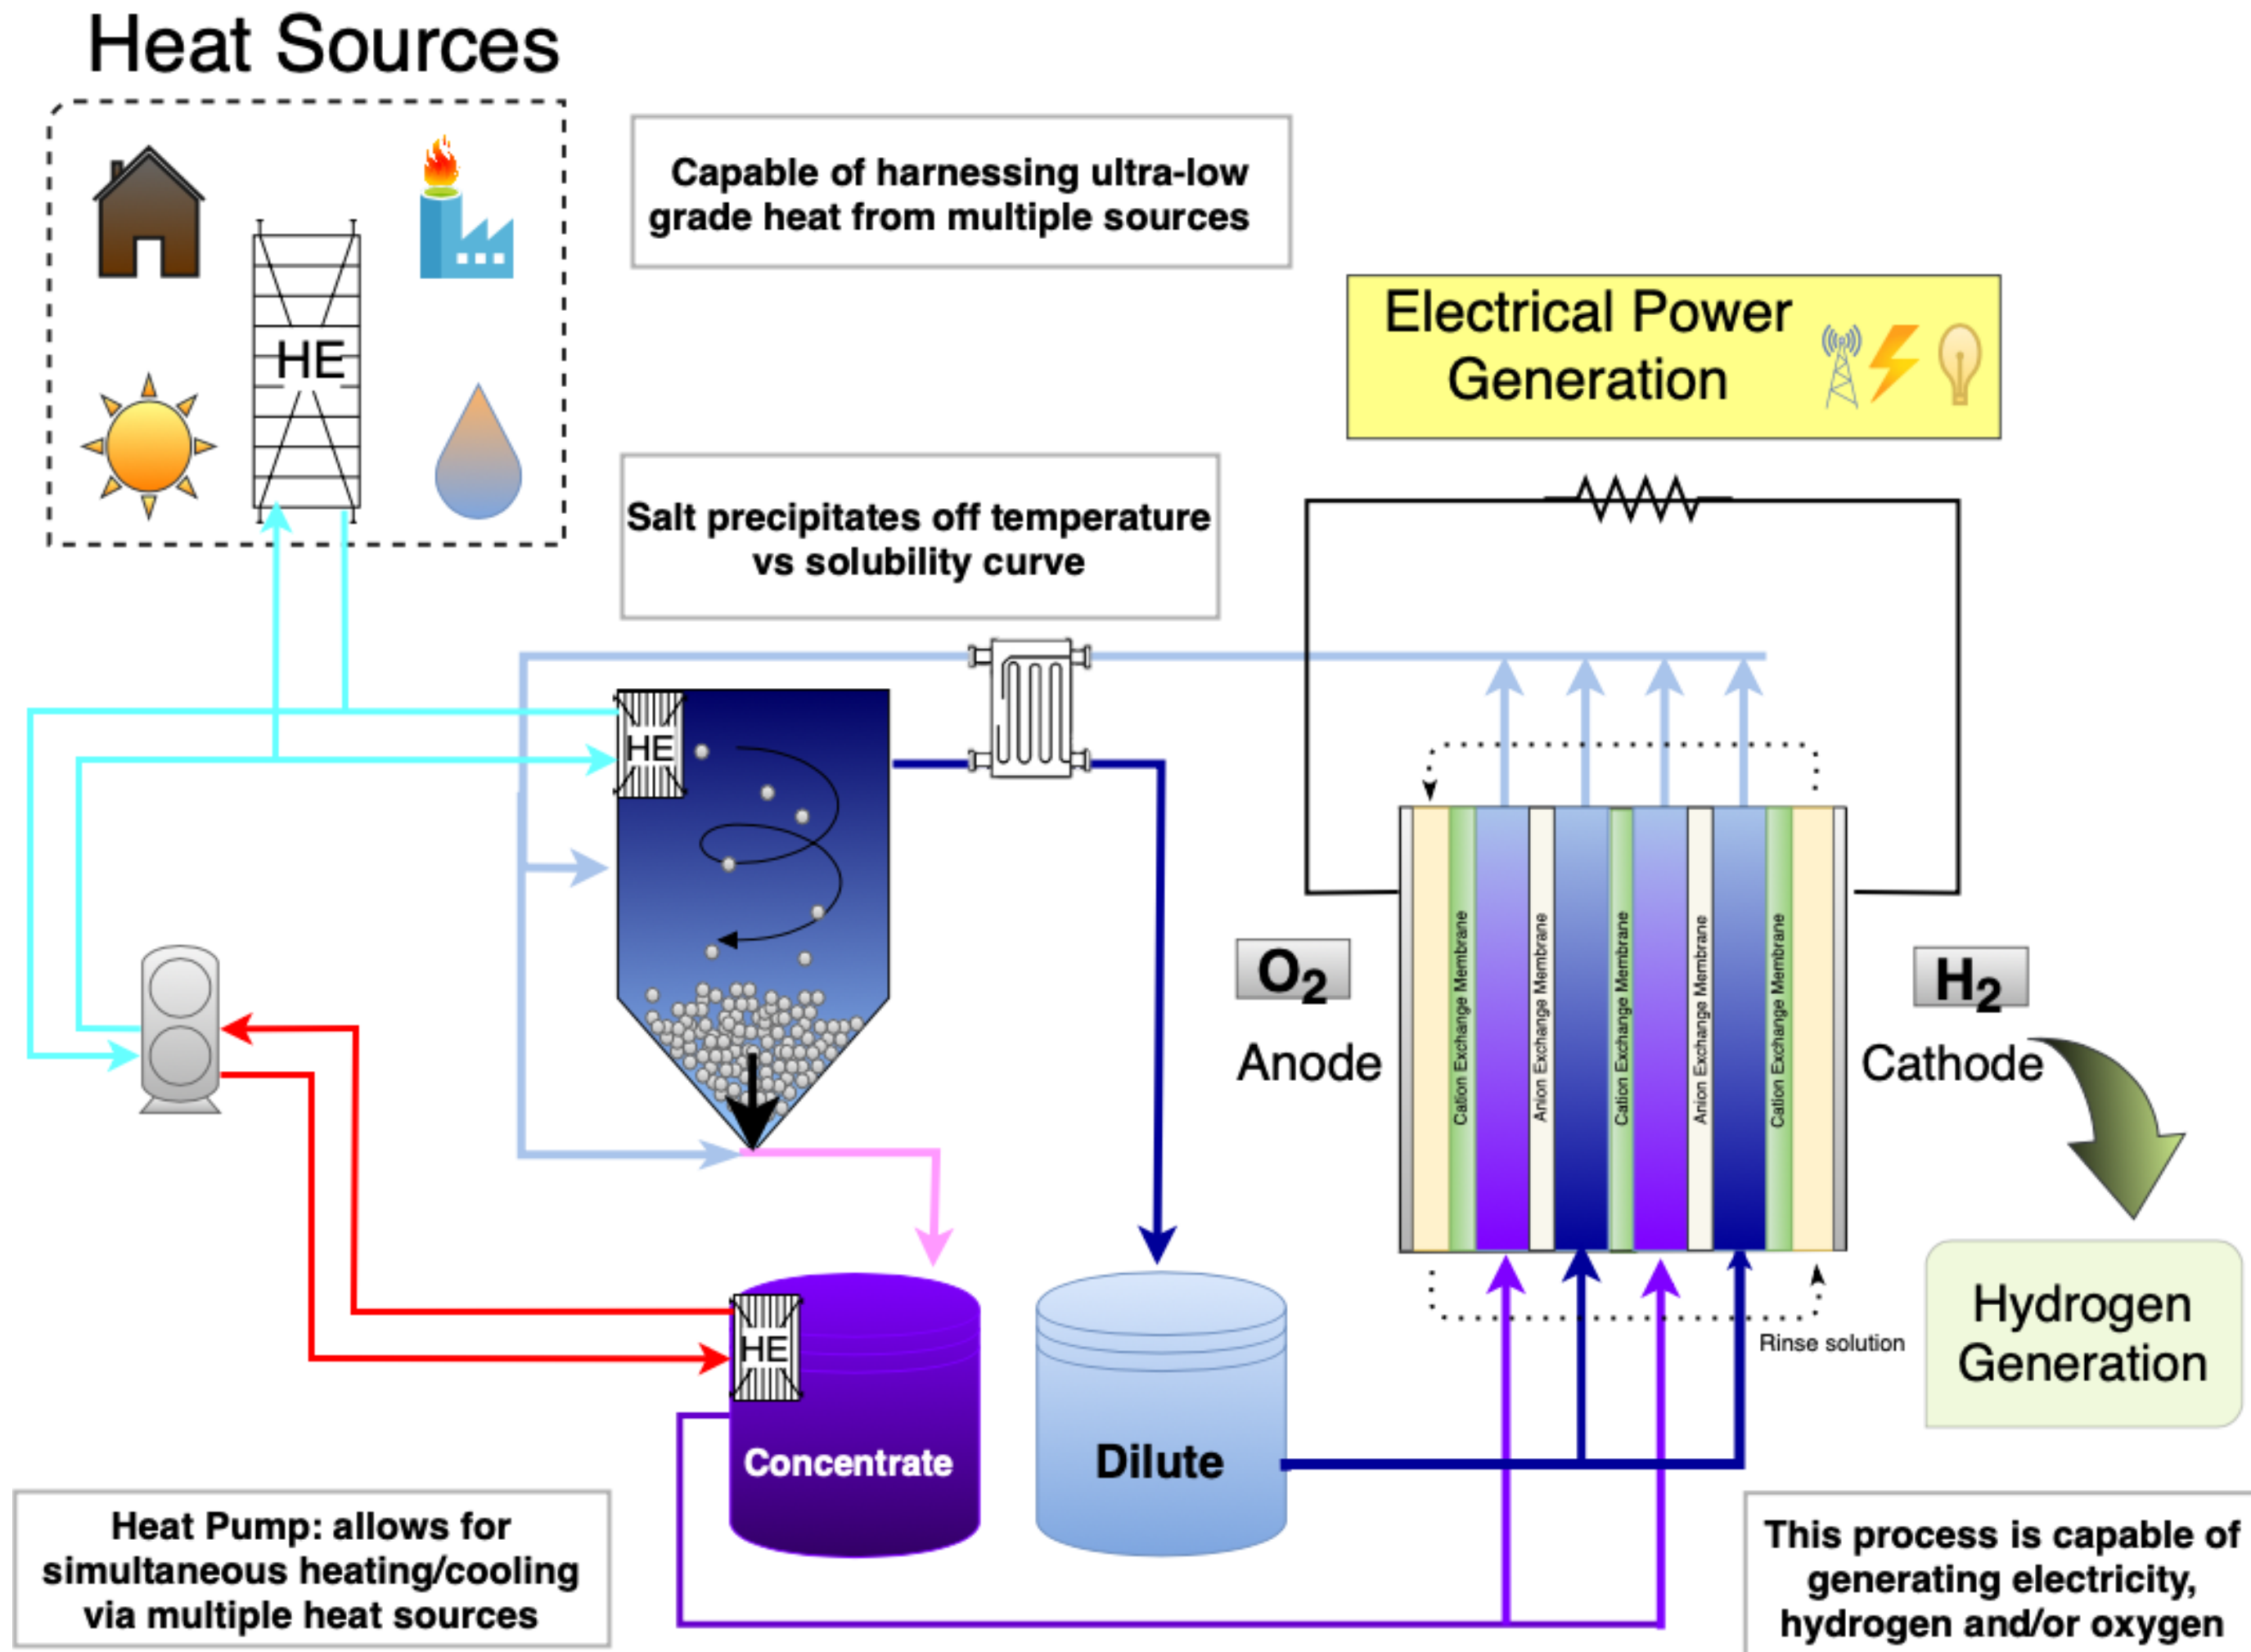 Heat Sources
HE
Capable of harnessing ultra-low
grade heat from multiple sources
Electrical Power
Generation
Salt precipitates off temperature
vs solubility curve
HE
O₂
Anode
Cation Exchange Membrane
Anion Exchange Membrane
Cation Exchange Membrane
Anion Exchange Membrane
Cation Exchange Membrane
H₂
Cathode
Rinse solution
Hydrogen
Generation
HE
Concentrate
Dilute
Heat Pump: allows for
simultaneous heating/cooling
via multiple heat sources
This process is capable of
generating electricity,
hydrogen and/or oxygen